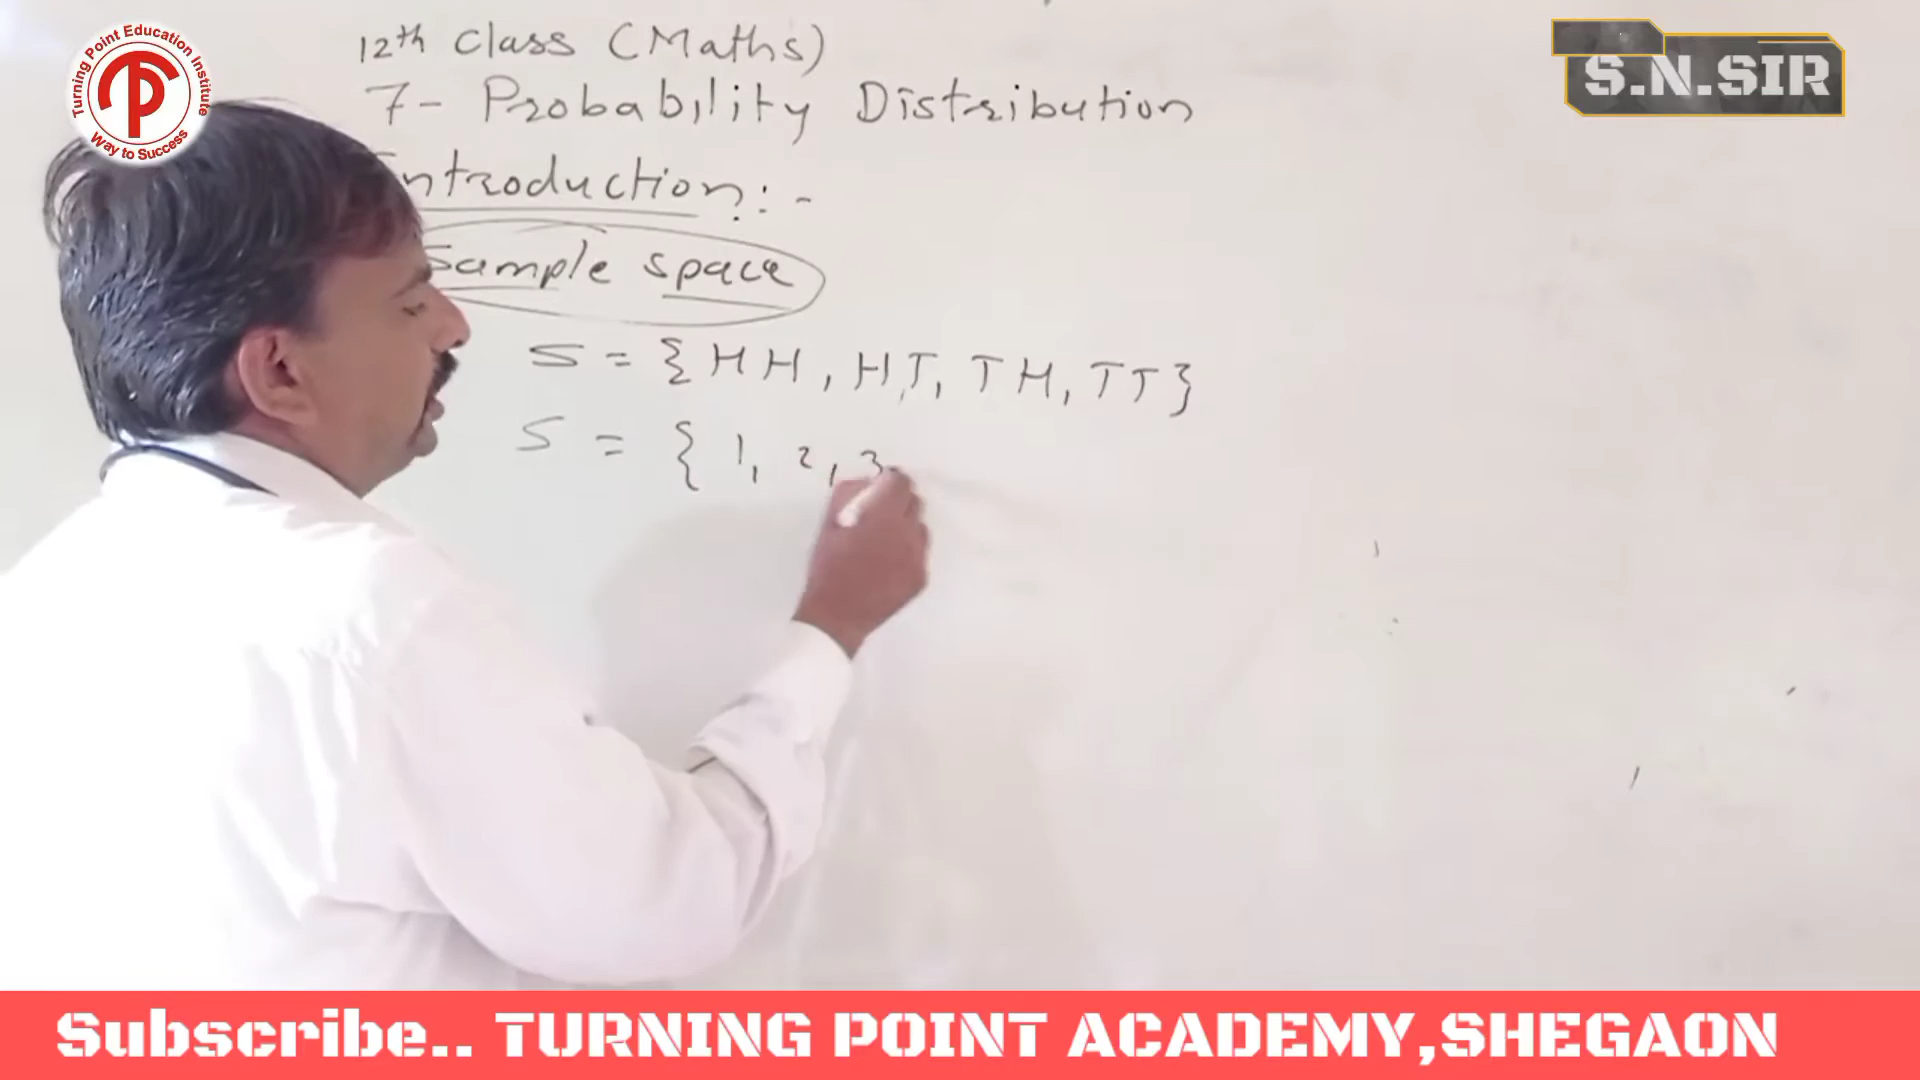 Turning Point Education Institute
Way to Success
S.N.SIR
12th class (Maths)
7- Probability Distribution
Introduction:-
Sample space
S = {HH, HT, TH, TT}
S = { 1, 2, 3
Subscribe.. TURNING POINT ACADEMY,SHEGAON